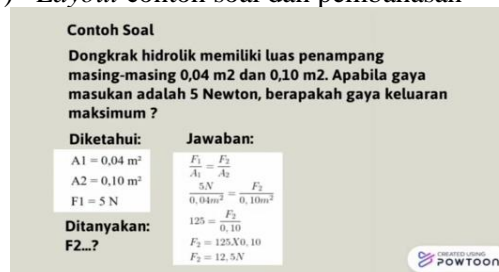 ) Layout contoh soal dan pembahasan
Contoh Soal
Dongkrak hidrolik memiliki luas penampang
masing-masing 0,04 m2 dan 0,10 m2. Apabila gaya
masukan adalah 5 Newton, berapakah gaya keluaran
maksimum ?
Diketahui:
A1 = 0,04 m²
A2 = 0,10 m²
F1 = 5 N
Ditanyakan:
F2...?
Jawaban:
F₁/A₁ = F₂/A₂
5N/0,04m² = F₂/0,10m²
125 = F₂/0,10
F₂ = 125X0,10
F₂ = 12,5N
CREATED USING
POWTOON